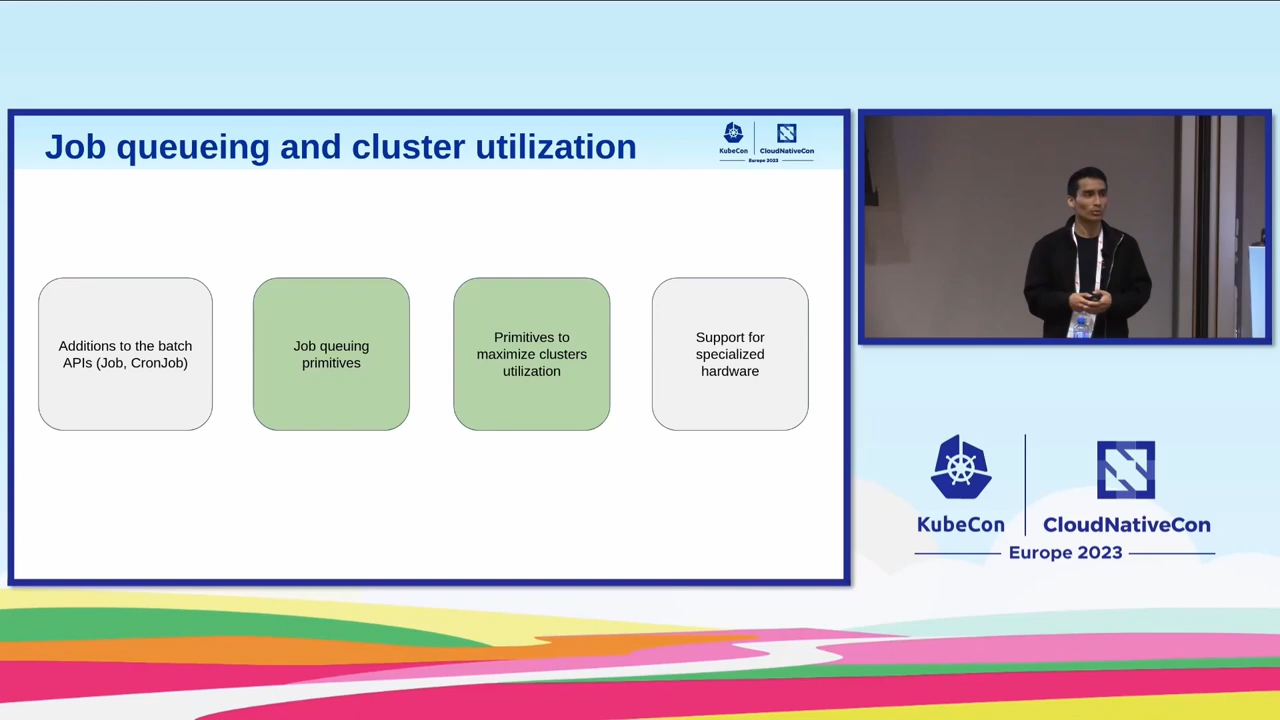 Job queueing and cluster utilization
KubeCon
CloudNativeCon
Europe 2023
Additions to the batch
APIs (Job, CronJob)
Job queuing
primitives
Primitives to
maximize clusters
utilization
Support for
specialized
hardware
KubeCon
CloudNativeCon
Europe 2023